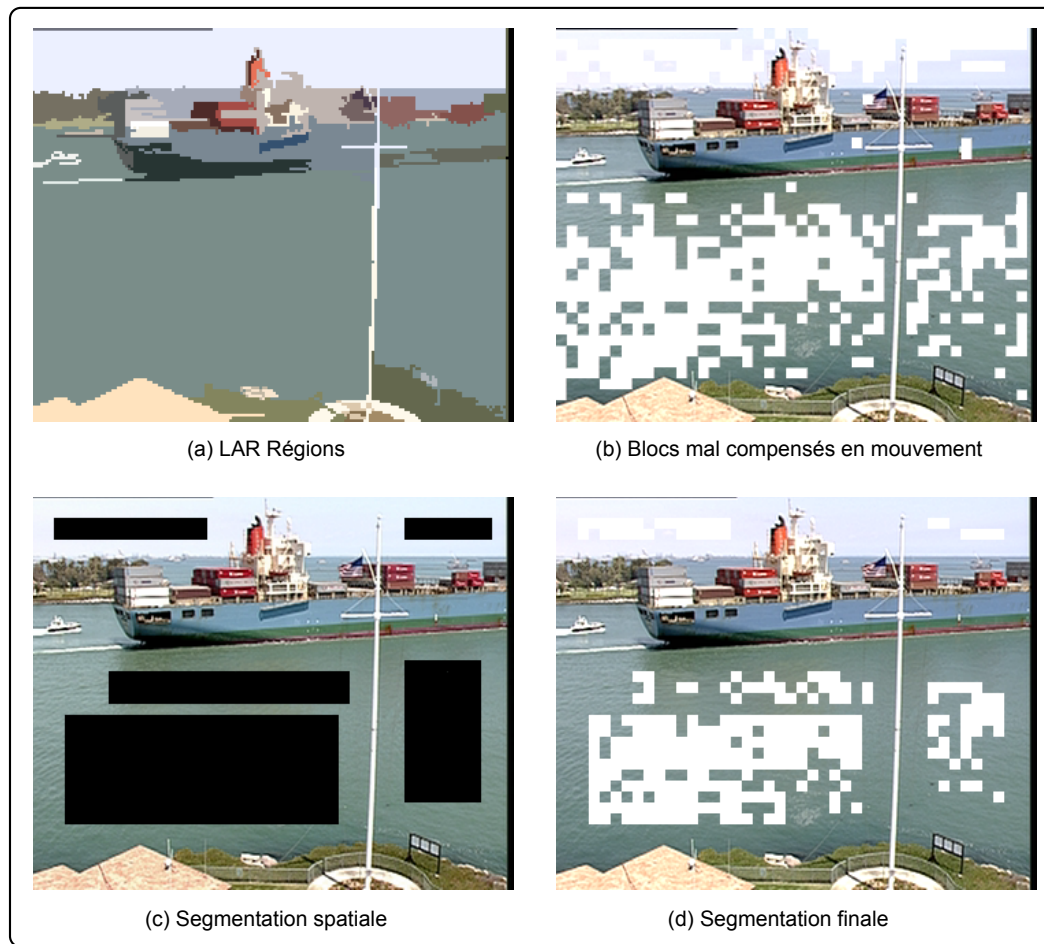 (a) LAR Régions
(b) Blocs mal compensés en mouvement
(c) Segmentation spatiale
(d) Segmentation finale